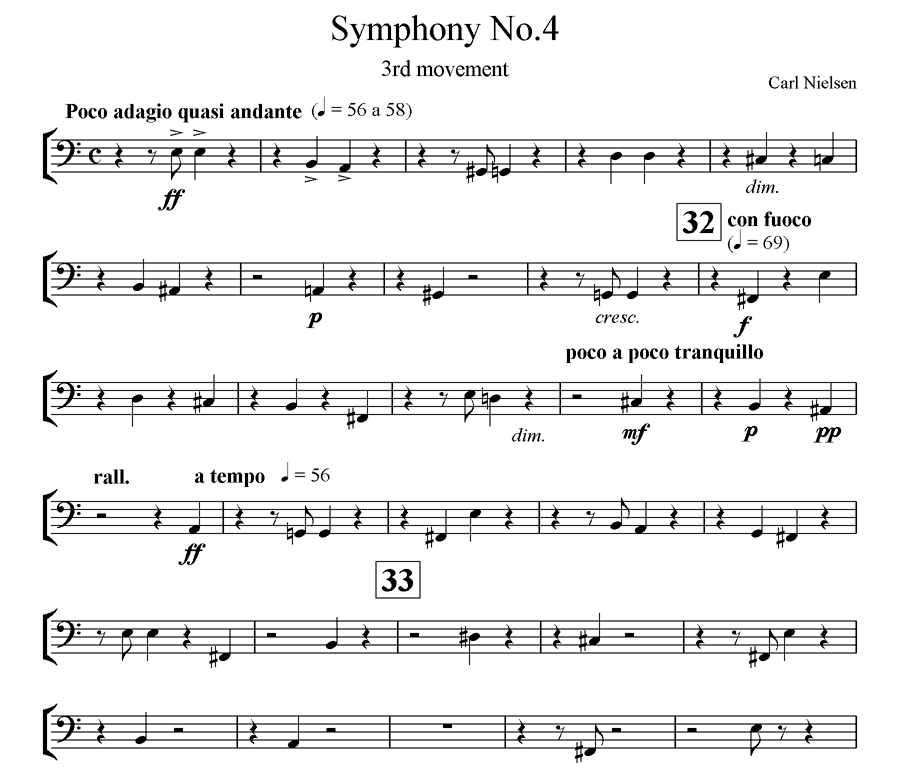 Symphony No.4
3rd movement
Carl Nielsen
Poco adagio quasi andante (♩ = 56 a 58)
ff
dim.
32 con fuoco
(♩ = 69)
p
cresc.
f
poco a poco tranquillo
dim.
mf
p
pp
rall. a tempo ♩ = 56
ff
33